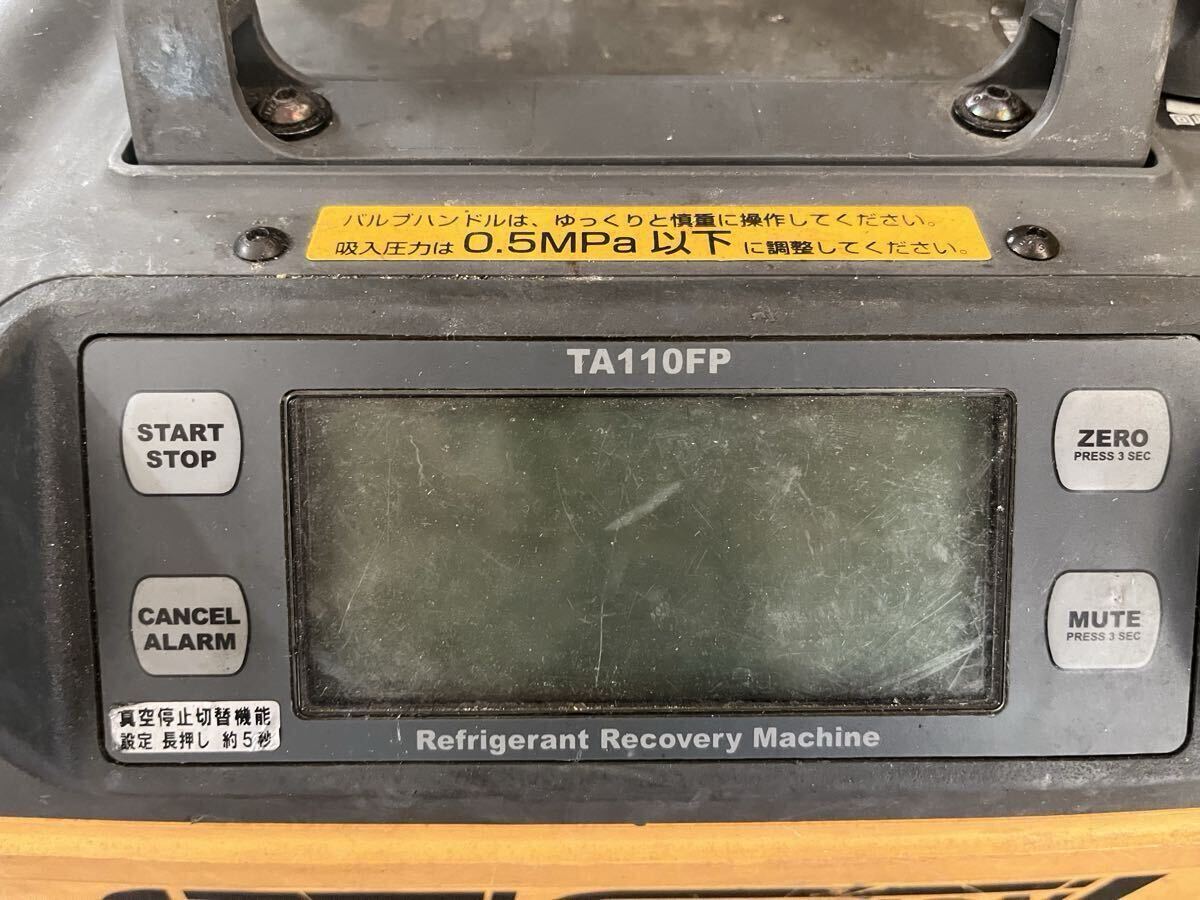 バルブハンドルは、ゆっくりと慎重に操作してください。
吸入圧力は 0.5MPa 以下 に調整してください。
TA110FP
START
STOP
ZERO
PRESS 3 SEC
CANCEL
ALARM
MUTE
PRESS 3 SEC
真空停止切替機能
設定 長押し 約5秒
Refrigerant Recovery Machine